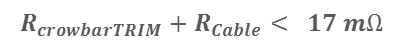 R_crowbarTRIM + R_Cable < 17 mΩ